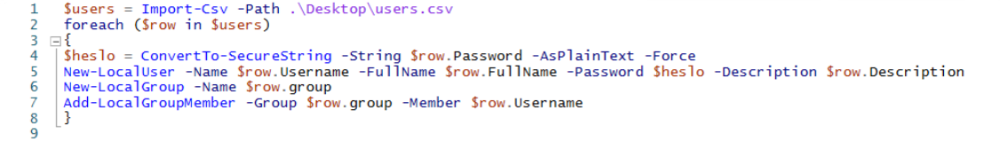 1 $users = Import-Csv -Path .\Desktop\users.csv
2 foreach ($row in $users)
3 {
4 $heslo = ConvertTo-SecureString -String $row.Password -AsPlainText -Force
5 New-LocalUser -Name $row.Username -FullName $row.FullName -Password $heslo -Description $row.Description
6 New-LocalGroup -Name $row.group
7 Add-LocalGroupMember -Group $row.group -Member $row.Username
8 }
9